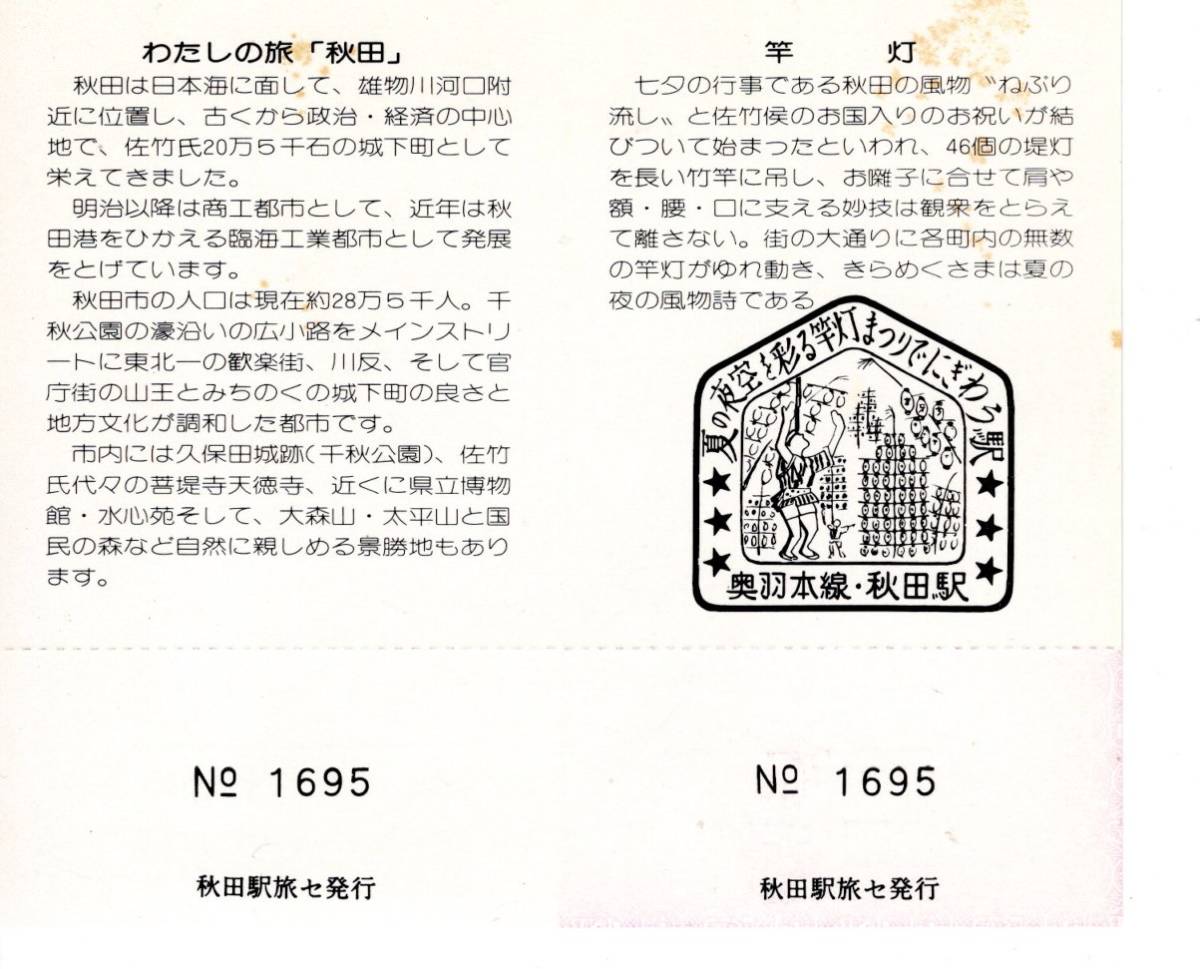 わたしの旅「秋田」
秋田は日本海に面して、雄物川河口附
近に位置し、古くから政治・経済の中心
地で、佐竹氏20万5千石の城下町として
栄えてきました。
明治以降は商工都市として、近年は秋
田港をひかえる臨海工業都市として発展
をとげています。
秋田市の人口は現在約28万5千人。千
秋公園の濠沿いの広小路をメインストリ
ートに東北一の歓楽街、川反、そして官
庁街の山王とみちのくの城下町の良さと
地方文化が調和した都市です。
市内には久保田城跡(千秋公園)、佐竹
氏代々の菩提寺天徳寺、近くに県立博物
館・水心苑そして、大森山・太平山と国
民の森など自然に親しめる景勝地もあり
ます。
竿 灯
七夕の行事である秋田の風物〝ねぶり
流し〟と佐竹侯のお国入りのお祝いが結
びついて始まったといわれ、46個の堤灯
を長い竹竿に吊し、お囃子に合せて肩や
額・腰・口に支える妙技は観衆をとらえ
て離さない。街の大通りに各町内の無数
の竿灯がゆれ動き、きらめくさまは夏の
夜の風物詩である
夏の夜空を彩る竿灯まつりでにぎわう駅
奥羽本線・秋田駅
№ 1695
秋田駅旅セ発行
№ 1695
秋田駅旅セ発行